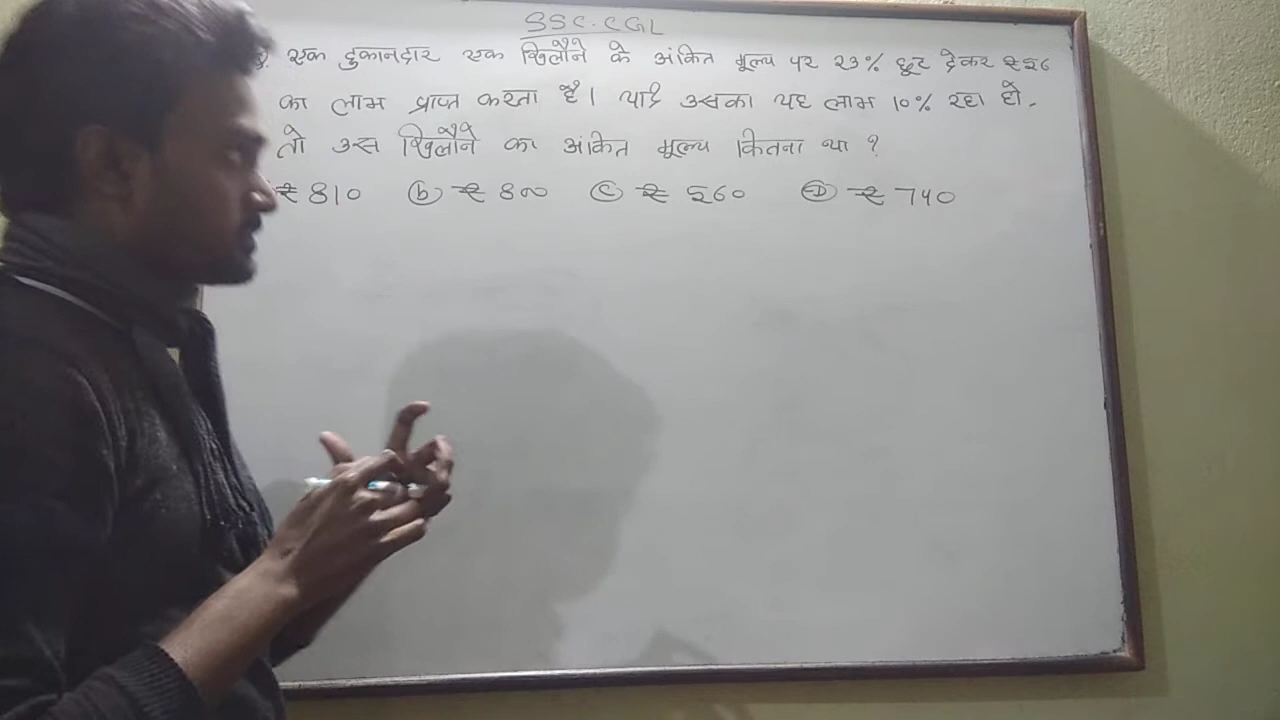 SSC.CGL
एक दुकानदार एक खिलौने के अंकित मूल्य पर 23% छूट देकर ₹ 56
का लाभ प्राप्त करता है। यदि उसका यह लाभ 10% रहा हो.
तो उस खिलौने का अंकित मूल्य कितना था ?
₹ 810 (b) ₹ 800 (c) ₹ 560 (D) ₹ 740